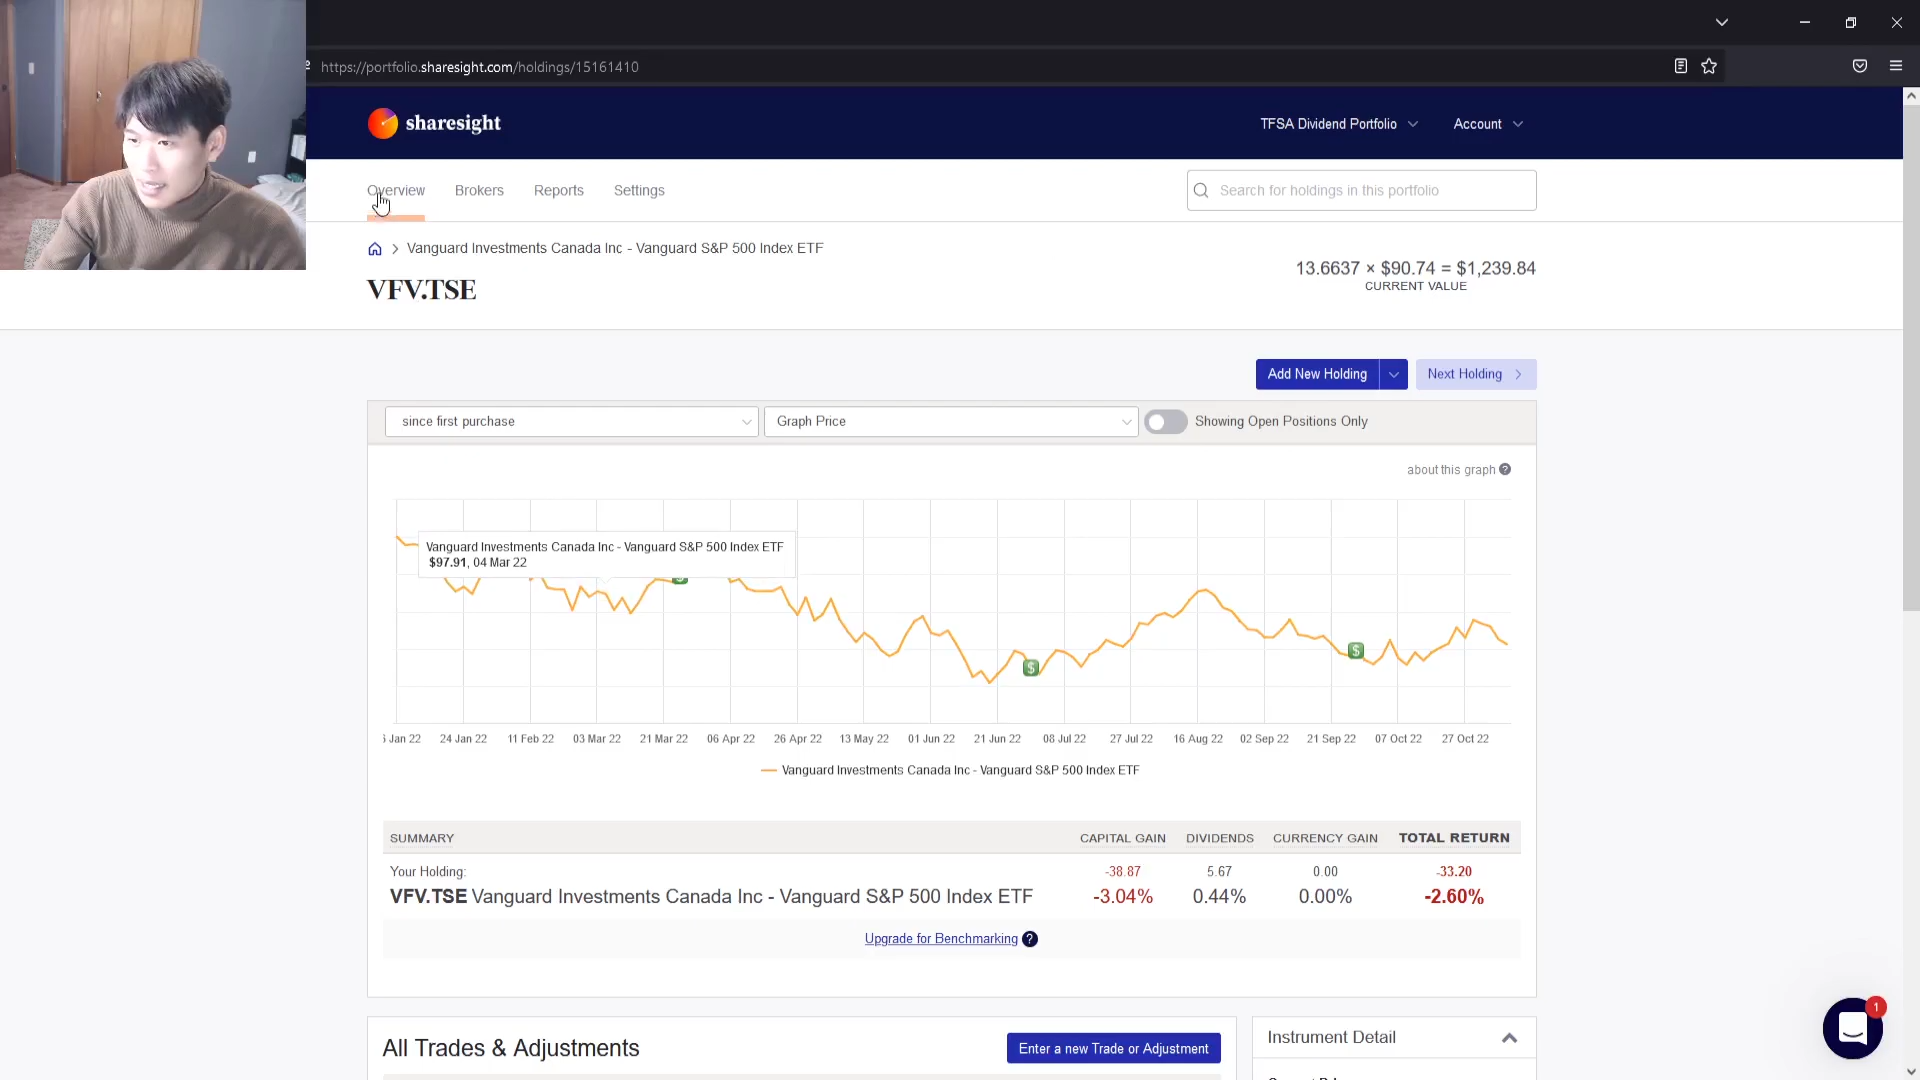 https://portfolio.sharesight.com/holdings/15161410
sharesight
TFSA Dividend Portfolio
Account
Overview
Brokers
Reports
Settings
Search for holdings in this portfolio
Vanguard Investments Canada Inc - Vanguard S&P 500 Index ETF
13.6637 × $90.74 = $1,239.84
CURRENT VALUE
VFV.TSE
Add New Holding
Next Holding
since first purchase
Graph Price
Showing Open Positions Only
about this graph ?
Vanguard Investments Canada Inc - Vanguard S&P 500 Index ETF
$97.91, 04 Mar 22
$
$
Jan 22
24 Jan 22
11 Feb 22
03 Mar 22
21 Mar 22
06 Apr 22
26 Apr 22
13 May 22
01 Jun 22
21 Jun 22
08 Jul 22
27 Jul 22
16 Aug 22
02 Sep 22
21 Sep 22
07 Oct 22
27 Oct 22
Vanguard Investments Canada Inc - Vanguard S&P 500 Index ETF
SUMMARY
CAPITAL GAIN
DIVIDENDS
CURRENCY GAIN
TOTAL RETURN
Your Holding:
-38.87
5.67
0.00
-33.20
VFV.TSE Vanguard Investments Canada Inc - Vanguard S&P 500 Index ETF
-3.04%
0.44%
0.00%
-2.60%
Upgrade for Benchmarking ?
1
All Trades & Adjustments
Enter a new Trade or Adjustment
Instrument Detail